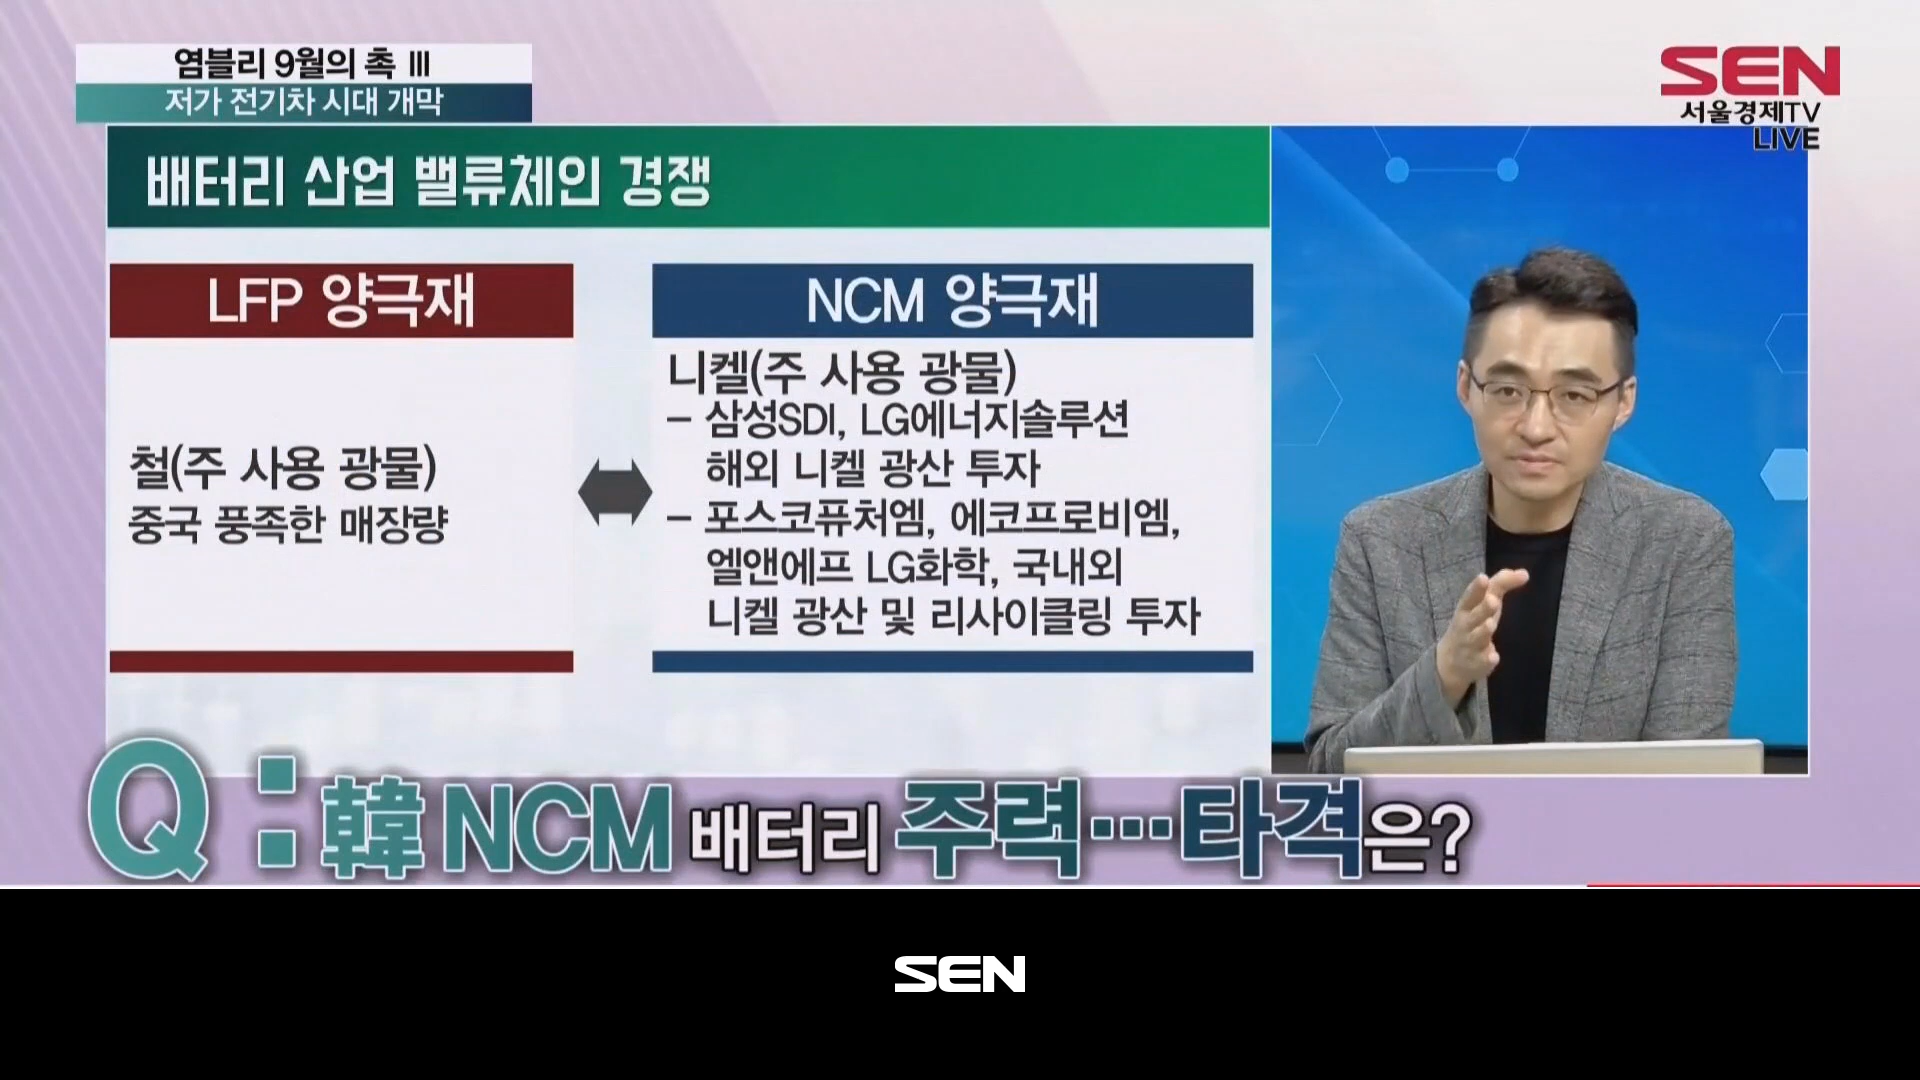 염블리 9월의 촉 Ⅲ
저가 전기차 시대 개막
SEN
서울경제TV
LIVE
배터리 산업 밸류체인 경쟁
LFP 양극재
철(주 사용 광물)
중국 풍족한 매장량
NCM 양극재
니켈(주 사용 광물)
– 삼성SDI, LG에너지솔루션
해외 니켈 광산 투자
– 포스코퓨처엠, 에코프로비엠,
엘앤에프 LG화학, 국내외
니켈 광산 및 리사이클링 투자
Q : 韓 NCM 배터리 주력…타격은?
SEN